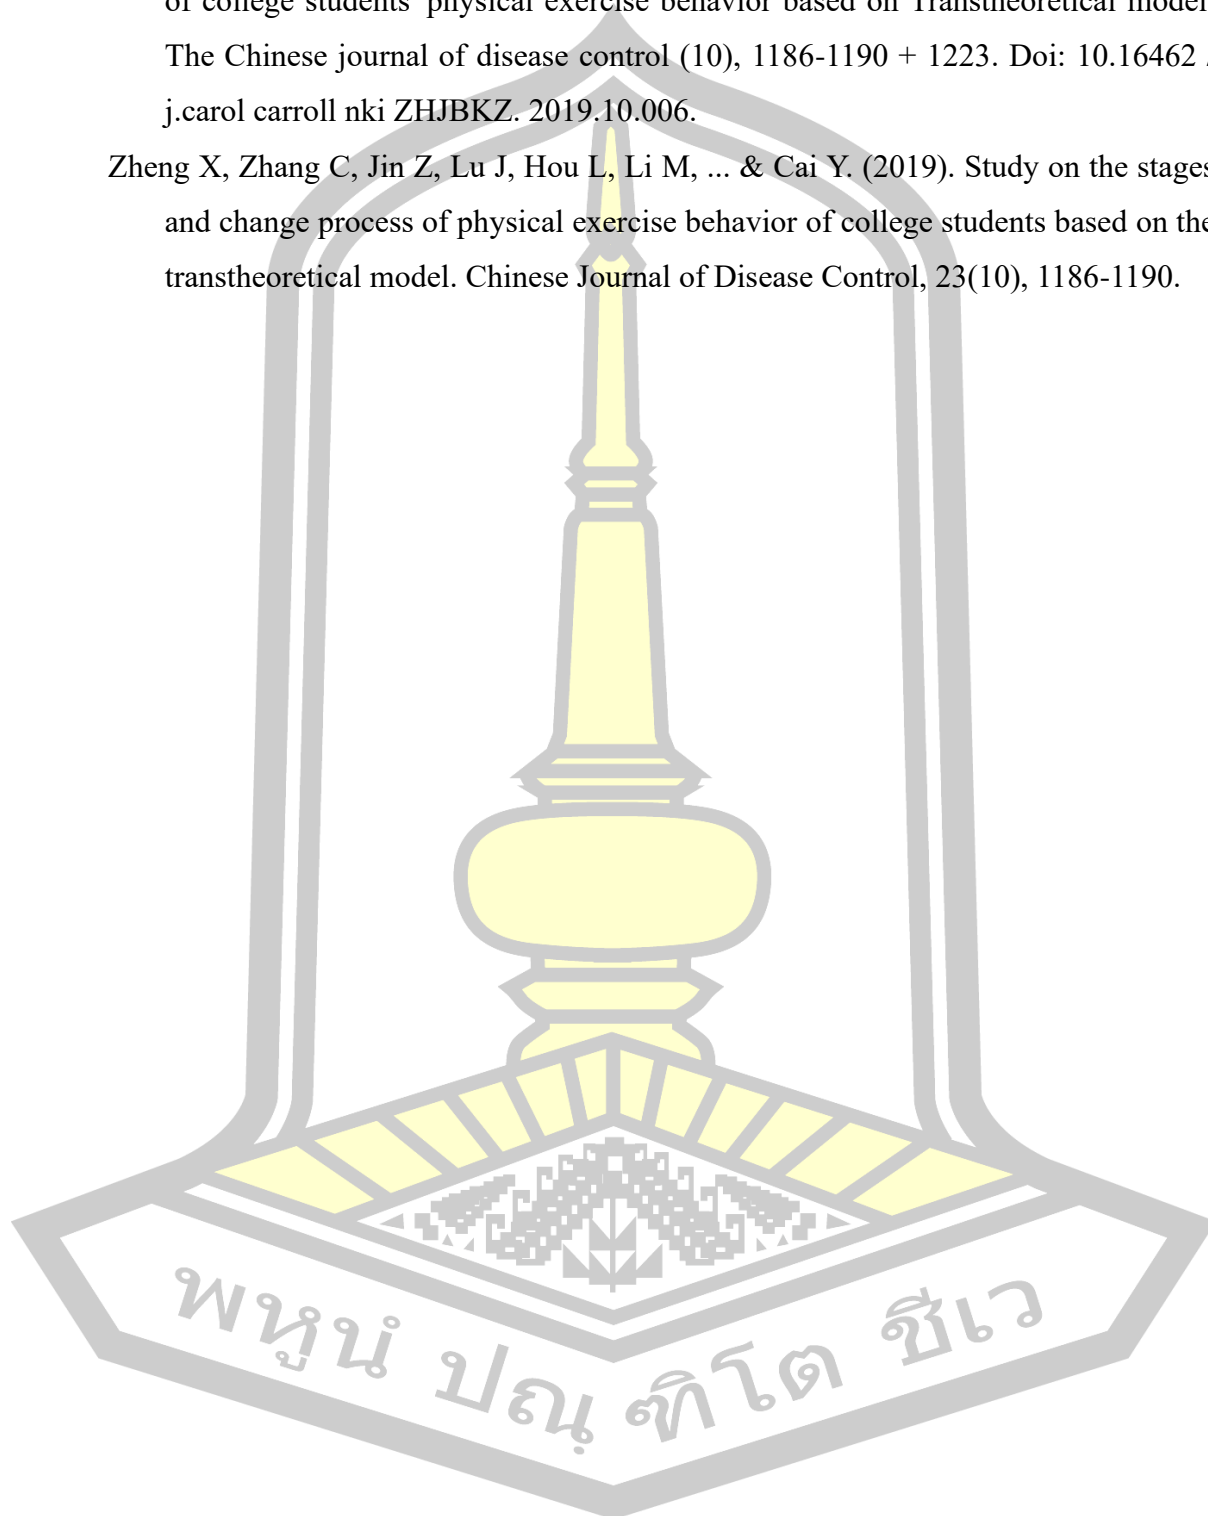 of college students' physical exercise behavior based on Transtheoretical model
The Chinese journal of disease control (10), 1186-1190 + 1223. Doi: 10.16462 /
j.carol carroll nki ZHJBKZ. 2019.10.006.
Zheng X, Zhang C, Jin Z, Lu J, Hou L, Li M, ... & Cai Y. (2019). Study on the stages
and change process of physical exercise behavior of college students based on the
transtheoretical model. Chinese Journal of Disease Control, 23(10), 1186-1190.
พหูนํ ปณฺฑิโต ชีเว